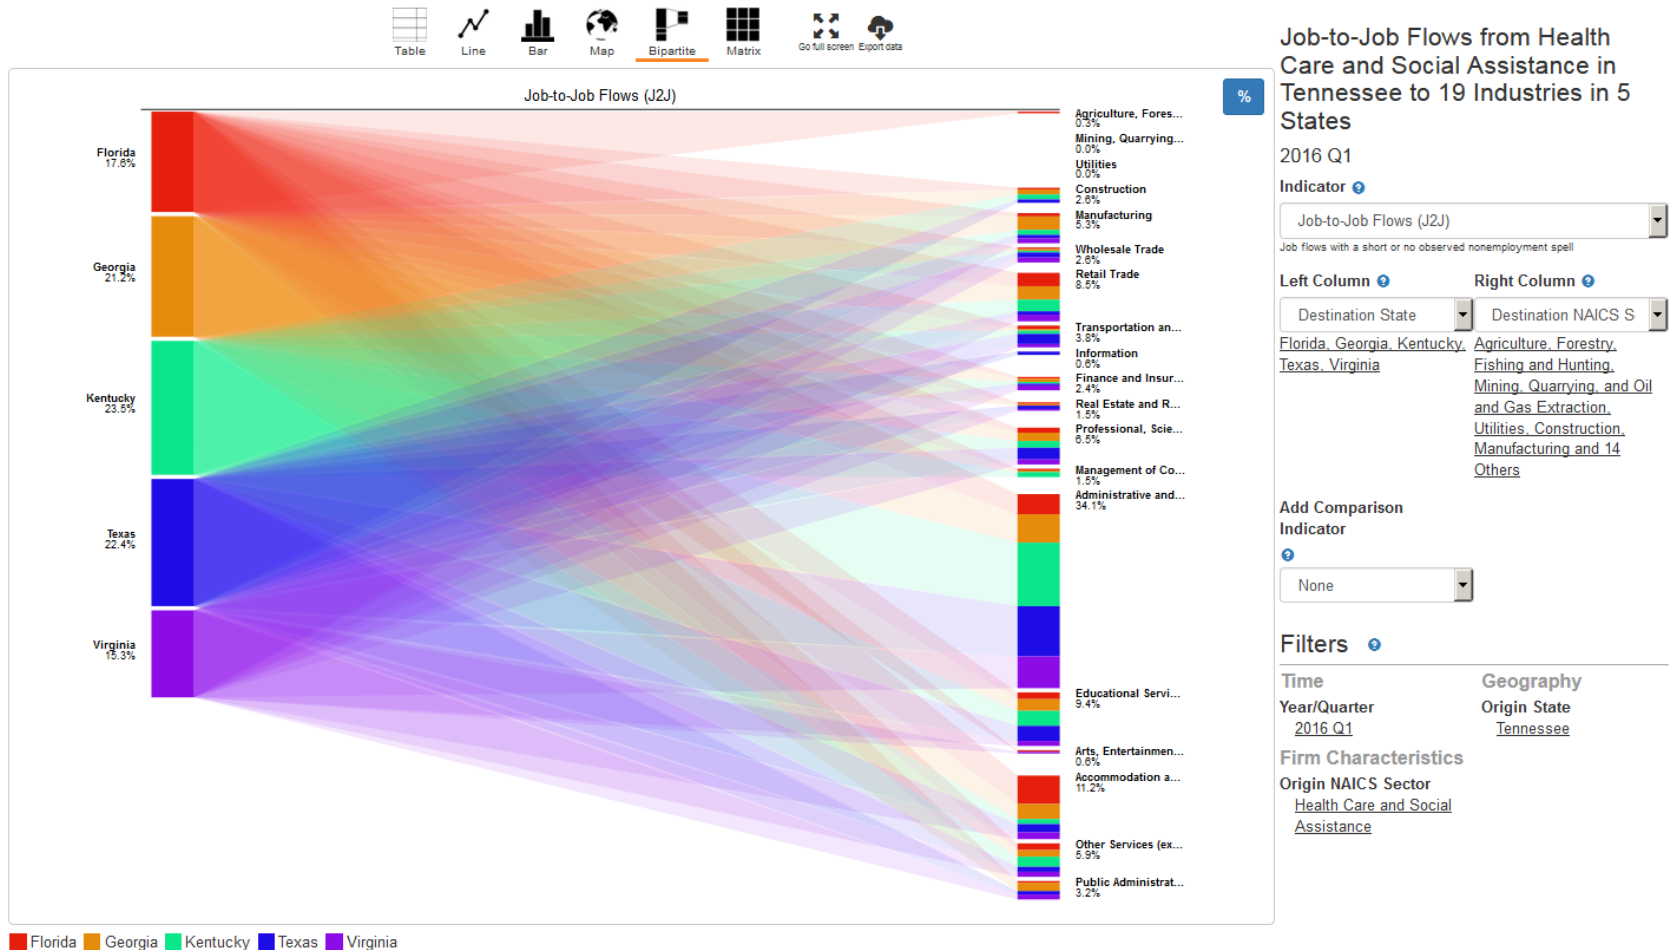 Table
Line
Bar
Map
Bipartite
Matrix
Go full screen
Export data
Job-to-Job Flows (J2J)
%
Florida
17.6%
Georgia
21.2%
Kentucky
23.5%
Texas
22.4%
Virginia
15.3%
Agriculture, Fores...
0.3%
Mining, Quarrying...
0.0%
Utilities
0.0%
Construction
2.6%
Manufacturing
5.3%
Wholesale Trade
2.6%
Retail Trade
8.5%
Transportation an...
3.8%
Information
0.6%
Finance and Insur...
2.4%
Real Estate and R...
1.5%
Professional, Scie...
6.5%
Management of Co...
1.5%
Administrative and...
34.1%
Educational Servi...
9.4%
Arts, Entertainmen...
0.6%
Accommodation a...
11.2%
Other Services (ex...
5.9%
Public Administrat...
3.2%
Florida Georgia Kentucky Texas Virginia
Job-to-Job Flows from Health
Care and Social Assistance in
Tennessee to 19 Industries in 5
States
2016 Q1
Indicator ?
Job-to-Job Flows (J2J)
Job flows with a short or no observed nonemployment spell
Left Column ?
Destination State
Florida, Georgia, Kentucky,
Texas, Virginia
Right Column ?
Destination NAICS S
Agriculture, Forestry,
Fishing and Hunting,
Mining, Quarrying, and Oil
and Gas Extraction,
Utilities, Construction,
Manufacturing and 14
Others
Add Comparison
Indicator
?
None
Filters ?
Time
Year/Quarter
2016 Q1
Geography
Origin State
Tennessee
Firm Characteristics
Origin NAICS Sector
Health Care and Social
Assistance